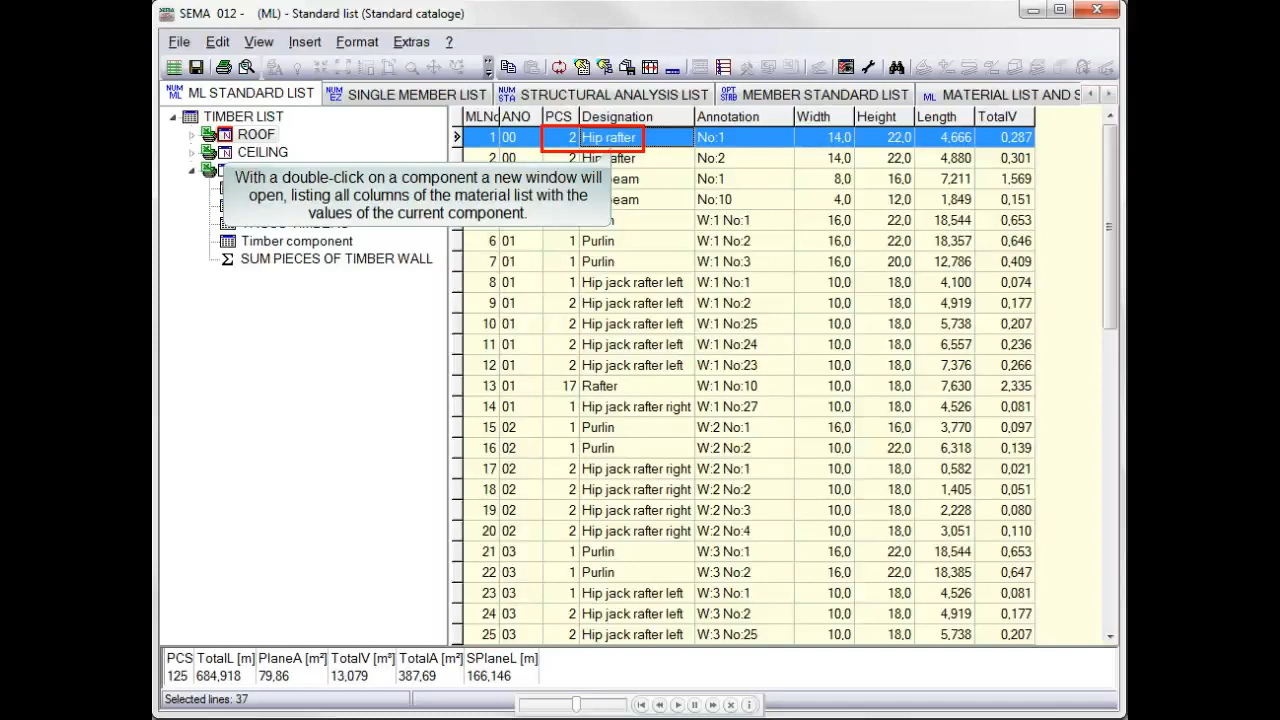 SEMA 012 - (ML) - Standard list (Standard cataloge)
File Edit View Insert Format Extras ?
NUM ML ML STANDARD LIST NUM EZ SINGLE MEMBER LIST NUM STA STRUCTURAL ANALYSIS LIST OPT STAB MEMBER STANDARD LIST ML MATERIAL LIST AND S
TIMBER LIST
ROOF
CEILING
With a double-click on a component a new window will
open, listing all columns of the material list with the
values of the current component.
Timber component
SUM PIECES OF TIMBER WALL
MLNo ANO PCS Designation Annotation Width Height Length TotalV
1 00 2 Hip rafter No:1 14,0 22,0 4,666 0,287
2 00 2 Hip rafter No:2 14,0 22,0 4,880 0,301
eam No:1 8,0 16,0 7,211 1,569
eam No:10 4,0 12,0 1,849 0,151
W:1 No:1 16,0 22,0 18,544 0,653
6 01 1 Purlin W:1 No:2 16,0 22,0 18,357 0,646
7 01 1 Purlin W:1 No:3 16,0 20,0 12,786 0,409
8 01 1 Hip jack rafter left W:1 No:1 10,0 18,0 4,100 0,074
9 01 2 Hip jack rafter left W:1 No:2 10,0 18,0 4,919 0,177
10 01 2 Hip jack rafter left W:1 No:25 10,0 18,0 5,738 0,207
11 01 2 Hip jack rafter left W:1 No:24 10,0 18,0 6,557 0,236
12 01 2 Hip jack rafter left W:1 No:23 10,0 18,0 7,376 0,266
13 01 17 Rafter W:1 No:10 10,0 18,0 7,630 2,335
14 01 1 Hip jack rafter right W:1 No:27 10,0 18,0 4,526 0,081
15 02 1 Purlin W:2 No:1 16,0 16,0 3,770 0,097
16 02 1 Purlin W:2 No:2 10,0 22,0 6,318 0,139
17 02 2 Hip jack rafter right W:2 No:1 10,0 18,0 0,582 0,021
18 02 2 Hip jack rafter right W:2 No:2 10,0 18,0 1,405 0,051
19 02 2 Hip jack rafter right W:2 No:3 10,0 18,0 2,228 0,080
20 02 2 Hip jack rafter right W:2 No:4 10,0 18,0 3,051 0,110
21 03 1 Purlin W:3 No:1 16,0 22,0 18,544 0,653
22 03 1 Purlin W:3 No:2 16,0 22,0 18,385 0,647
23 03 1 Hip jack rafter left W:3 No:1 10,0 18,0 4,526 0,081
24 03 2 Hip jack rafter left W:3 No:2 10,0 18,0 4,919 0,177
25 03 2 Hip jack rafter left W:3 No:25 10,0 18,0 5,738 0,207
PCS TotalL [m] PlaneA [m²] TotalV [m³] TotalA [m²] SPlaneL [m]
125 684,918 79,86 13,079 387,69 166,146
Selected lines: 37